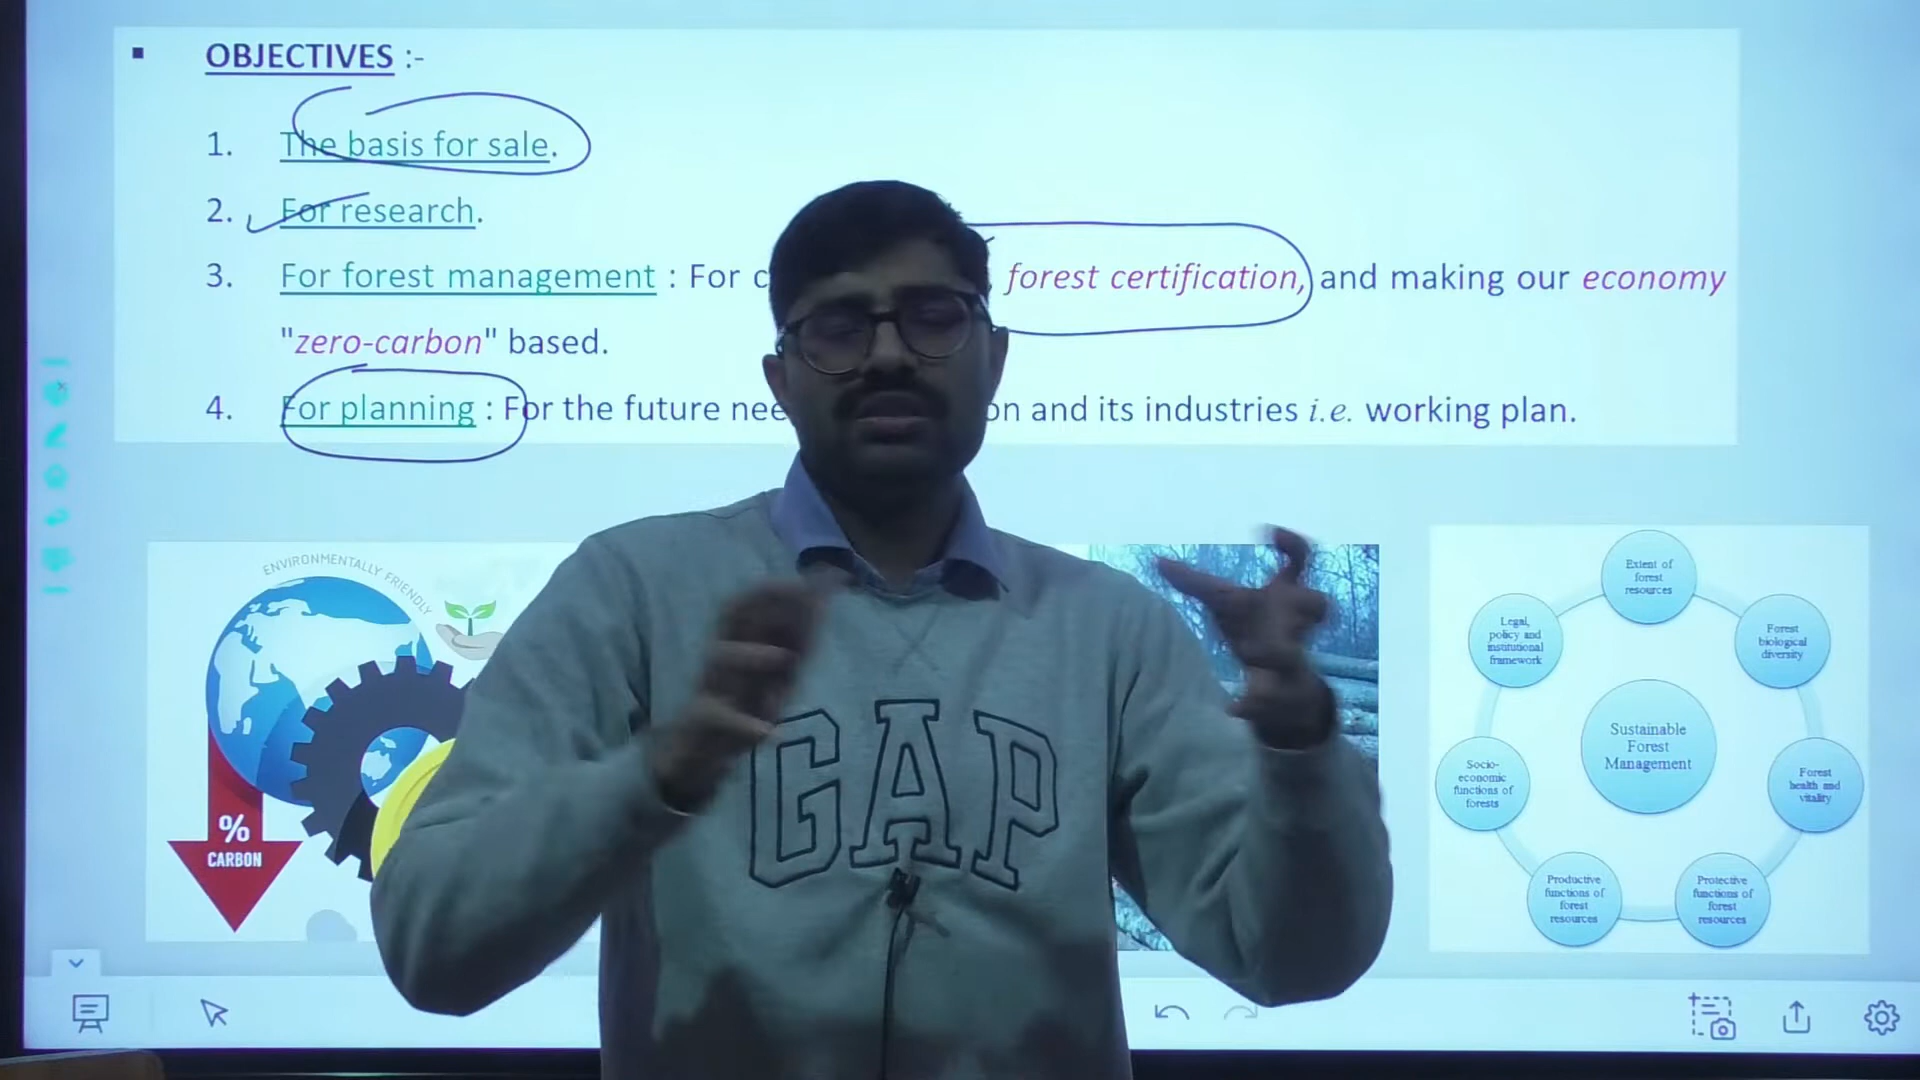 ▪ OBJECTIVES :-
1. The basis for sale.
2. For research.
3. For forest management : For forest certification, and making our economy
"zero-carbon" based.
4. For planning : For the future and its industries i.e. working plan.
ENVIRONMENTALLY FRIENDLY
%
CARBON
GAP
Extent of
forest
resources
Forest
biological
diversity
Forest
health and
vitality
Protective
functions of
forest
resources
Productive
functions of
forest
resources
Socio-
economic
functions of
forests
Legal,
policy and
institutional
framework
Sustainable
Forest
Management